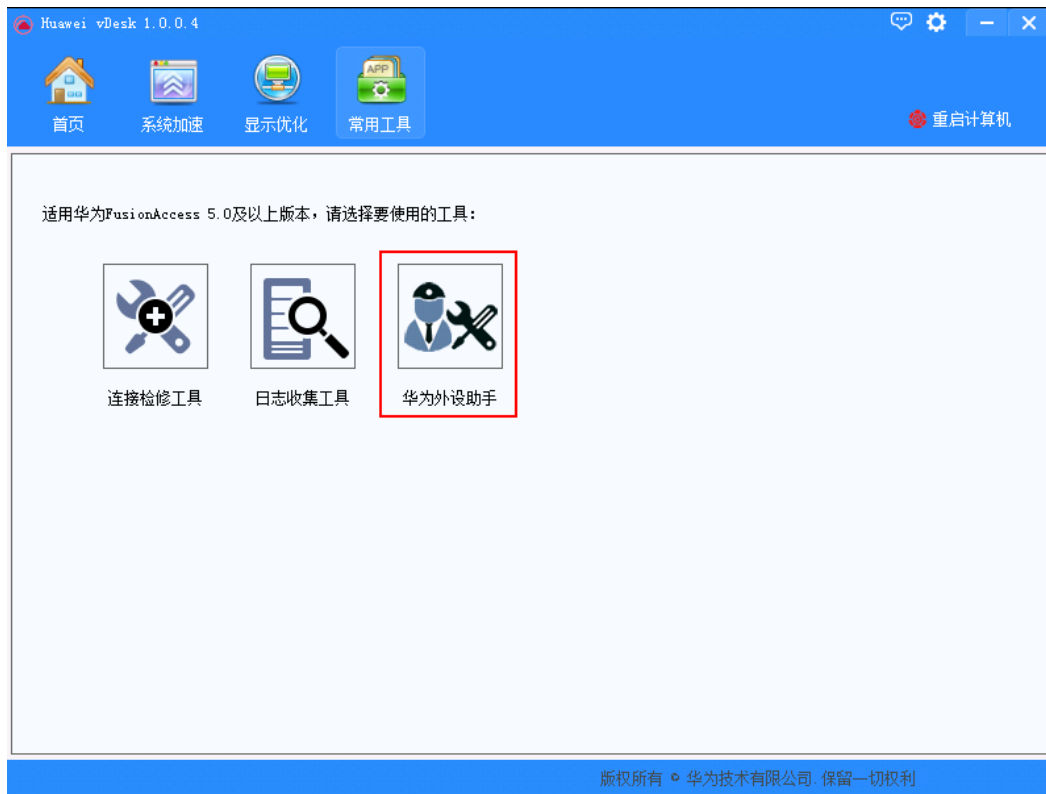 Huawei vDesk 1.0.0.4
首页 系统加速 显示优化 APP 常用工具 重启计算机
适用华为FusionAccess 5.0及以上版本，请选择要使用的工具：
连接检修工具 日志收集工具 华为外设助手
版权所有 © 华为技术有限公司.保留一切权利